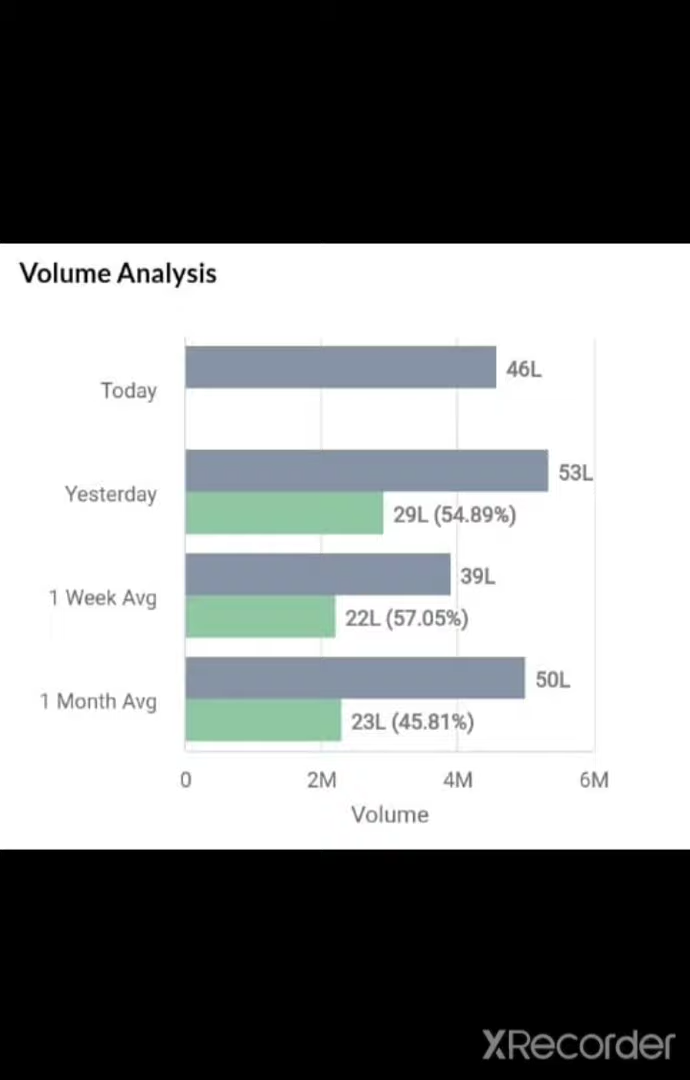 Volume Analysis
Today
46L
Yesterday
53L
29L (54.89%)
1 Week Avg
39L
22L (57.05%)
1 Month Avg
50L
23L (45.81%)
0 2M 4M 6M
Volume
XRecorder